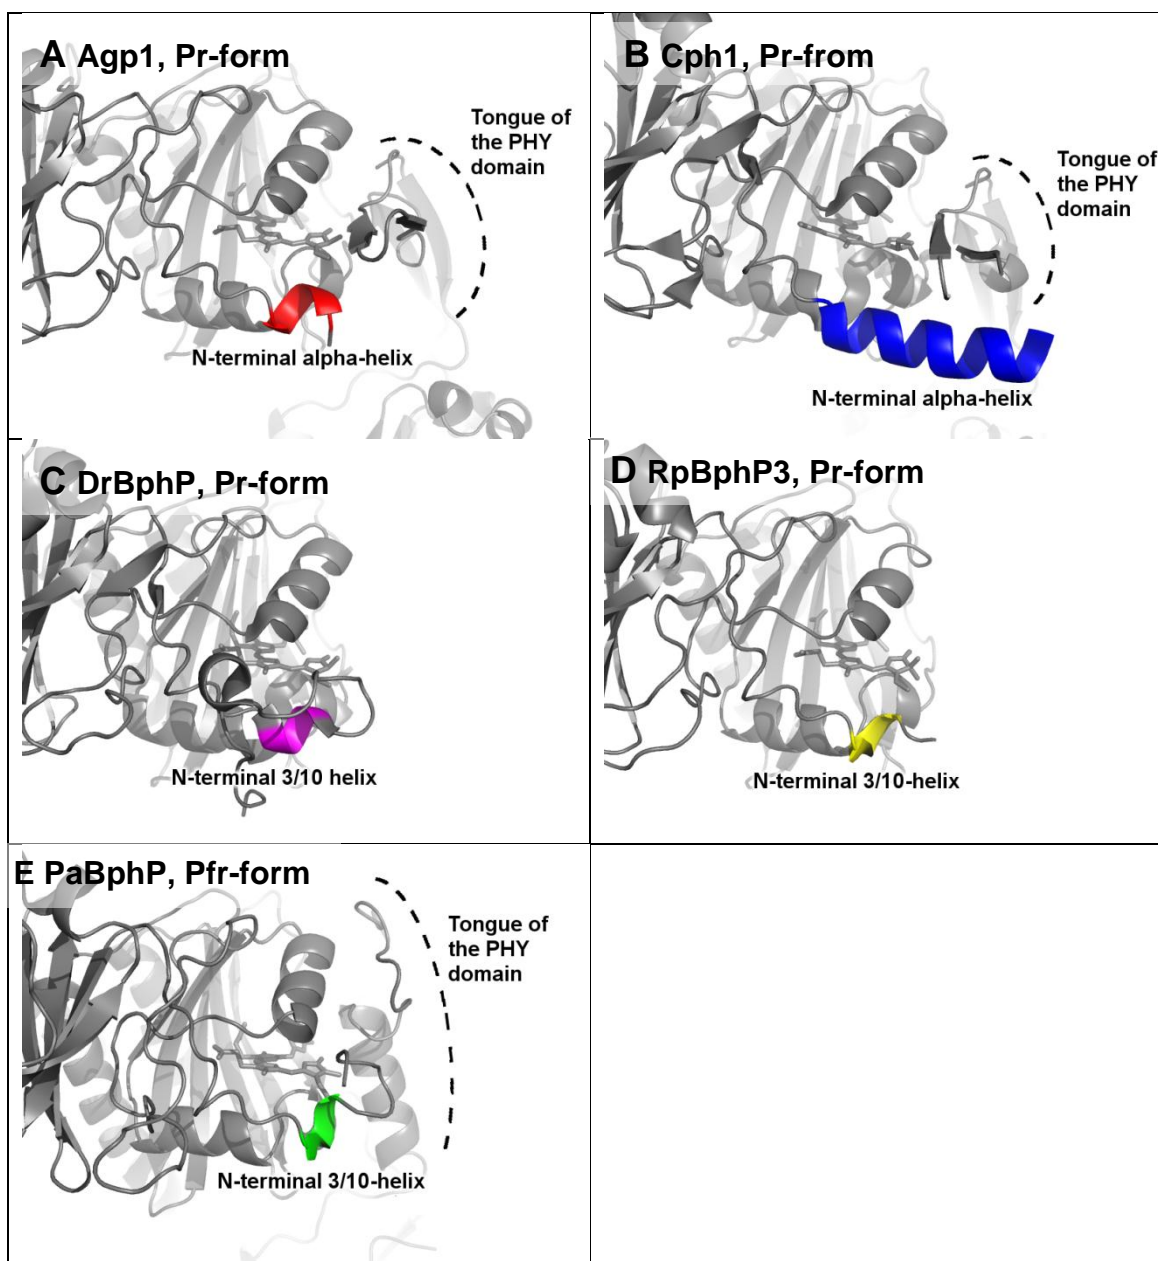 A Agp1, Pr-form
Tongue of
the PHY
domain
N-terminal alpha-helix
B Cph1, Pr-from
Tongue of
the PHY
domain
N-terminal alpha-helix
C DrBphP, Pr-form
N-terminal 3/10 helix
D RpBphP3, Pr-form
N-terminal 3/10-helix
E PaBphP, Pfr-form
Tongue of
the PHY
domain
N-terminal 3/10-helix